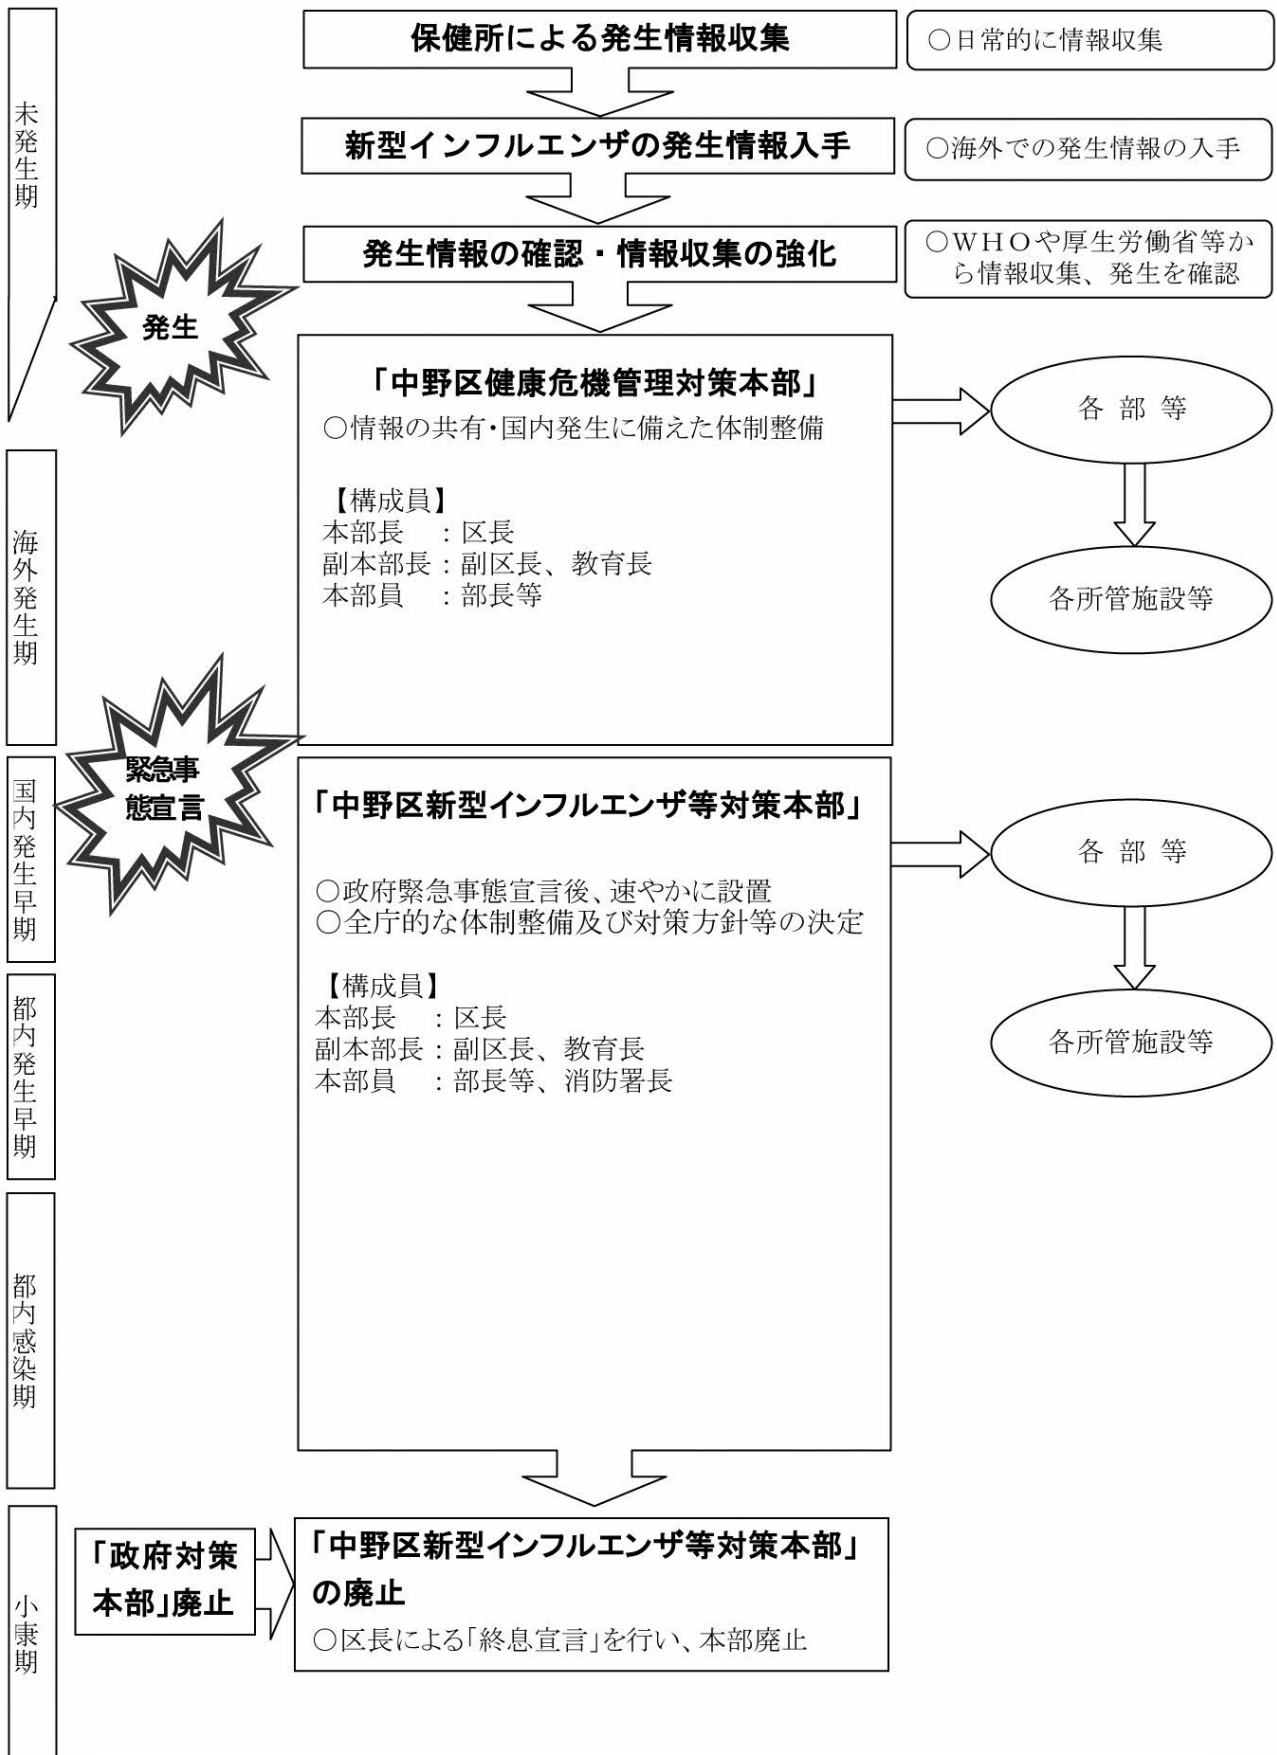 未発生期
保健所による発生情報収集
○日常的に情報収集
新型インフルエンザの発生情報入手
○海外での発生情報の入手
発生情報の確認・情報収集の強化
○WHOや厚生労働省等か
ら情報収集、発生を確認
発生
「中野区健康危機管理対策本部」
○情報の共有・国内発生に備えた体制整備
【構成員】
本部長　：区長
副本部長：副区長、教育長
本部員　：部長等
各 部 等
各所管施設等
海外発生期
緊急事
態宣言
国内発生早期
「中野区新型インフルエンザ等対策本部」
○政府緊急事態宣言後、速やかに設置
○全庁的な体制整備及び対策方針等の決定
【構成員】
本部長　：区長
副本部長：副区長、教育長
本部員　：部長等、消防署長
各 部 等
各所管施設等
都内発生早期
都内感染期
小康期
「政府対策
本部」廃止
「中野区新型インフルエンザ等対策本部」
の廃止
○区長による「終息宣言」を行い、本部廃止